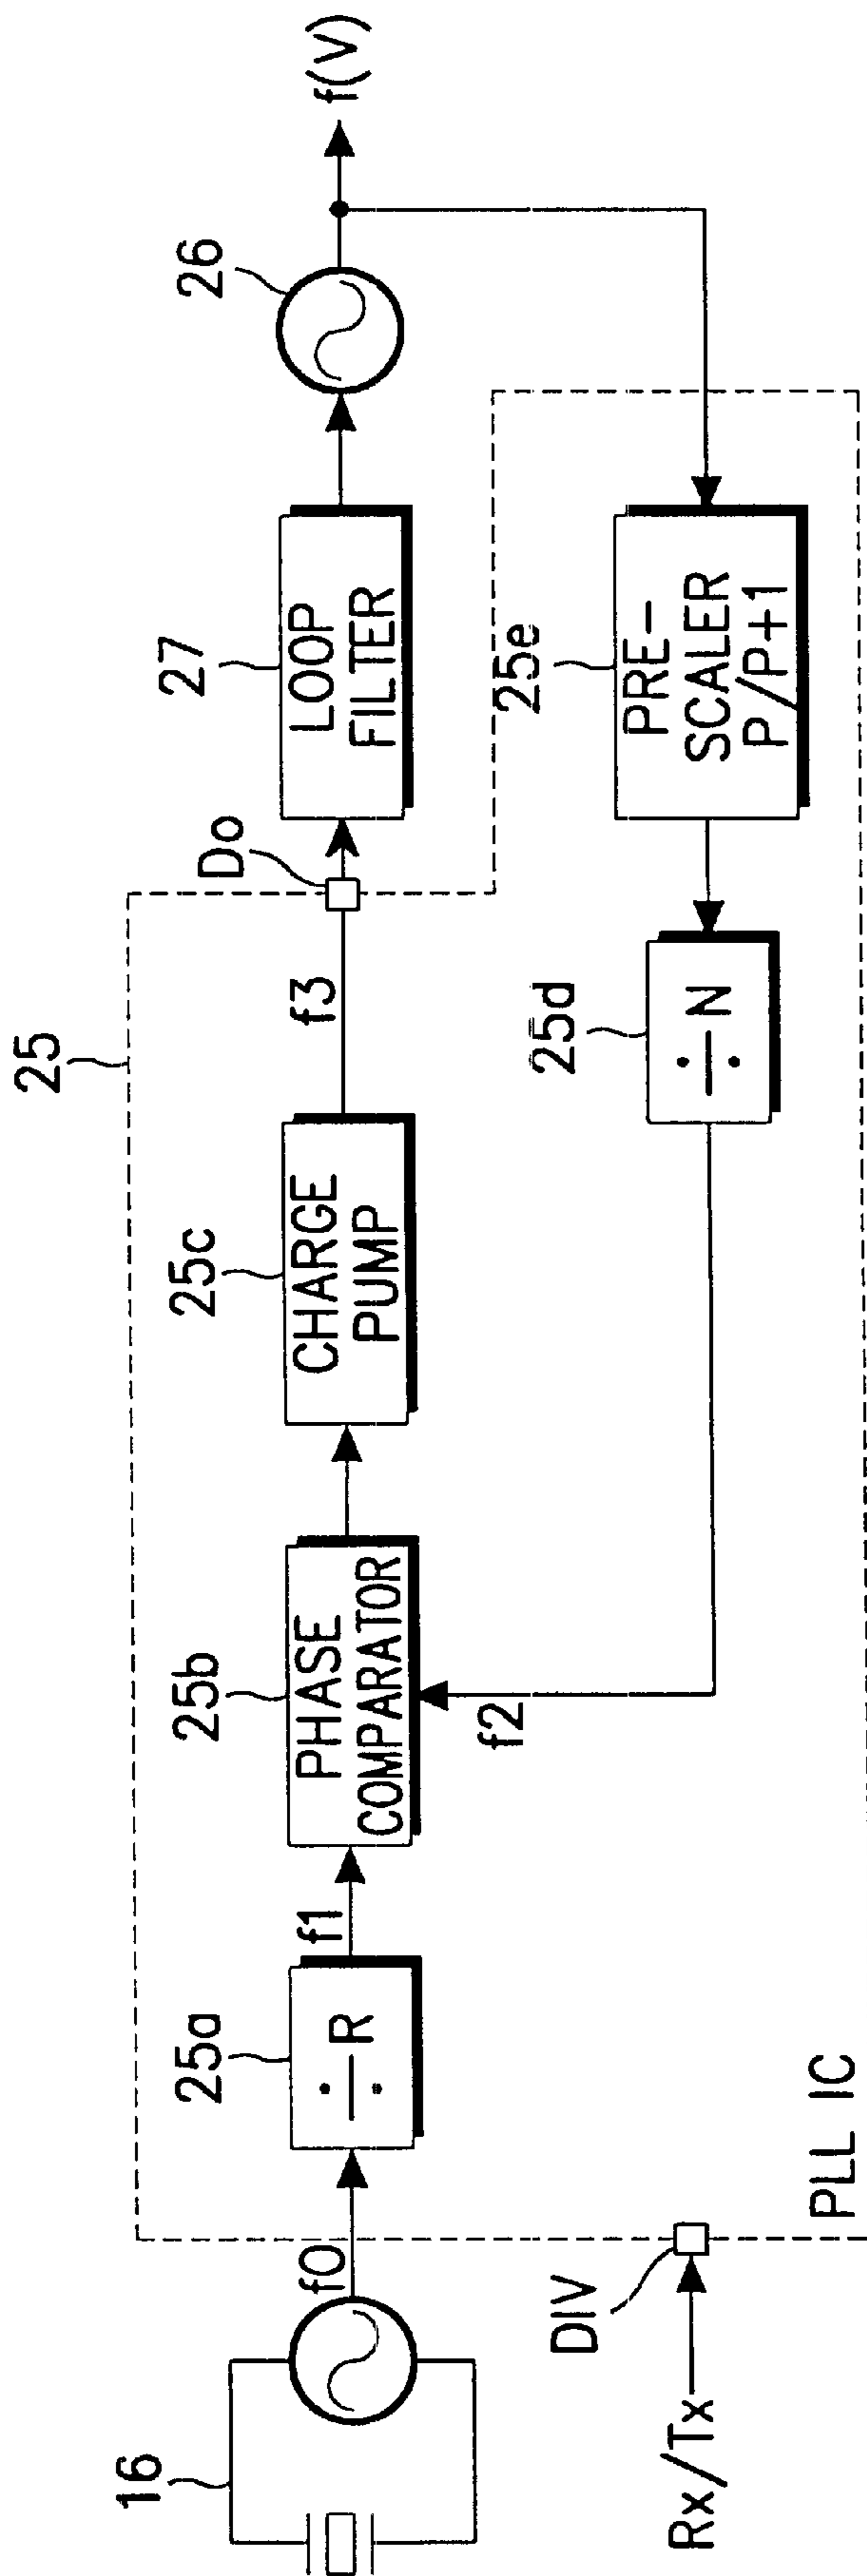 16
f0
25a
÷R
f1
25b
PHASE
COMPARATOR
f2
25c
CHARGE
PUMP
25
f3
Do
27
LOOP
FILTER
26
f(V)
25d
÷N
25e
PRE-
SCALER
P/P+1
Rx/Tx
DIV
PLL IC